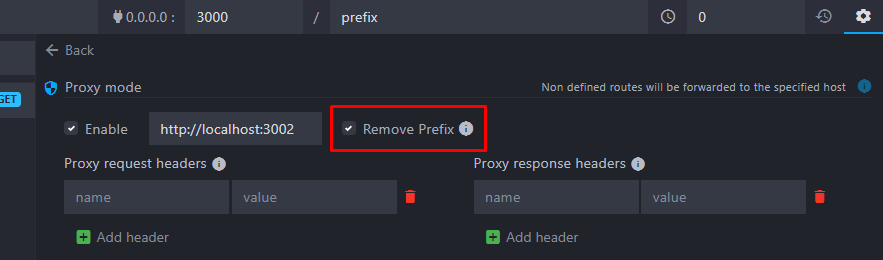 0.0.0.0 : 3000 / prefix 0
Back
GET
Proxy mode Non defined routes will be forwarded to the specified host
Enable http://localhost:3002 Remove Prefix
Proxy request headers Proxy response headers
name value name value
Add header Add header